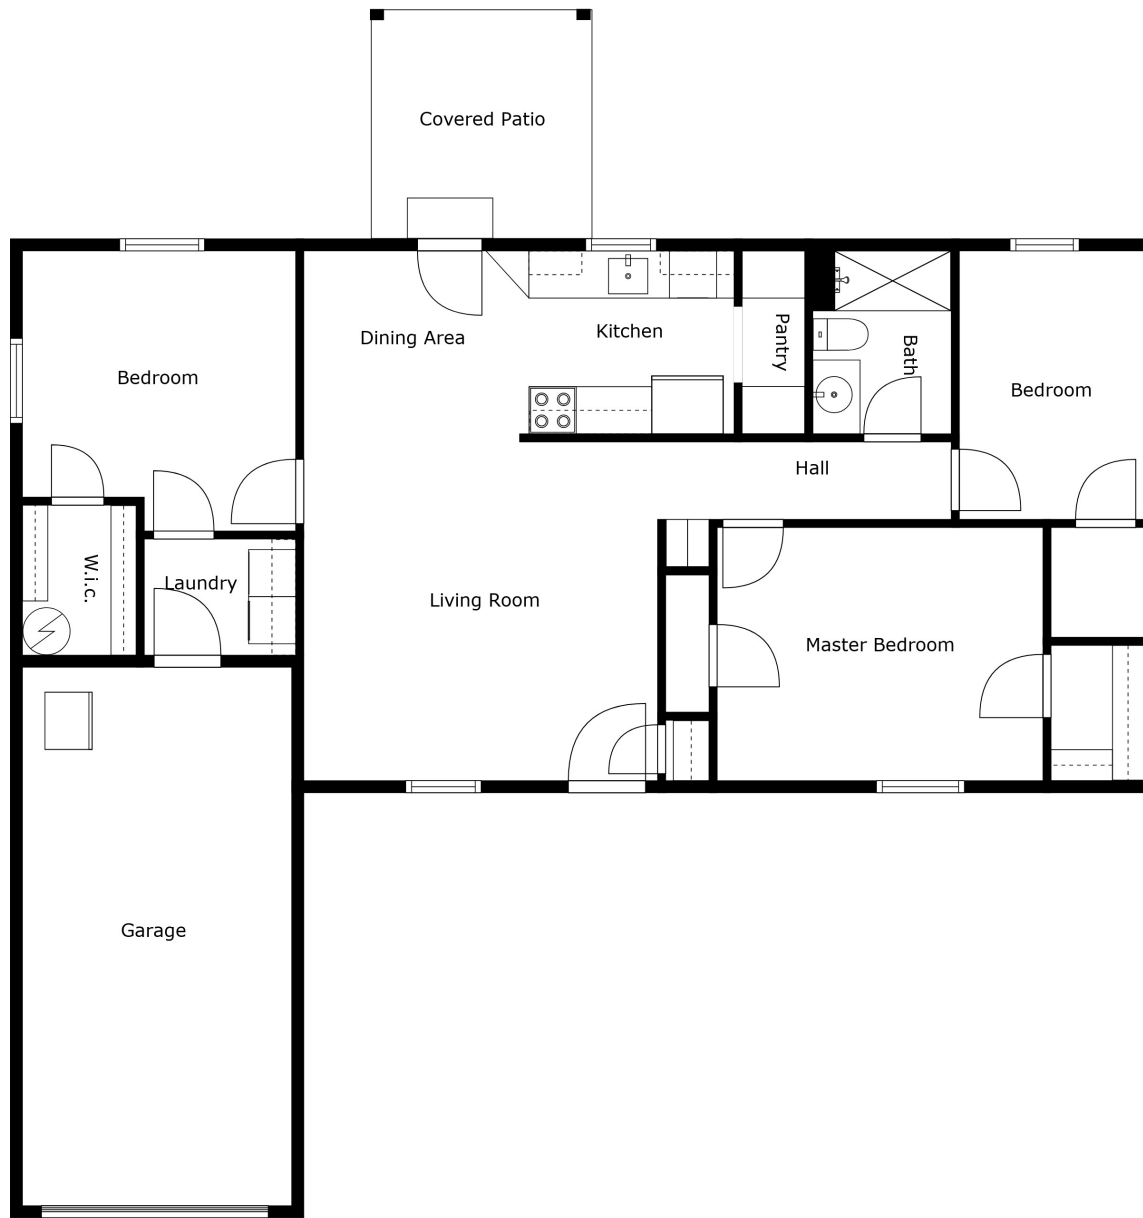 Covered Patio
Dining Area
Kitchen
Pantry
Bath
Bedroom
Bedroom
Hall
W.i.c.
Laundry
Living Room
Master Bedroom
Garage